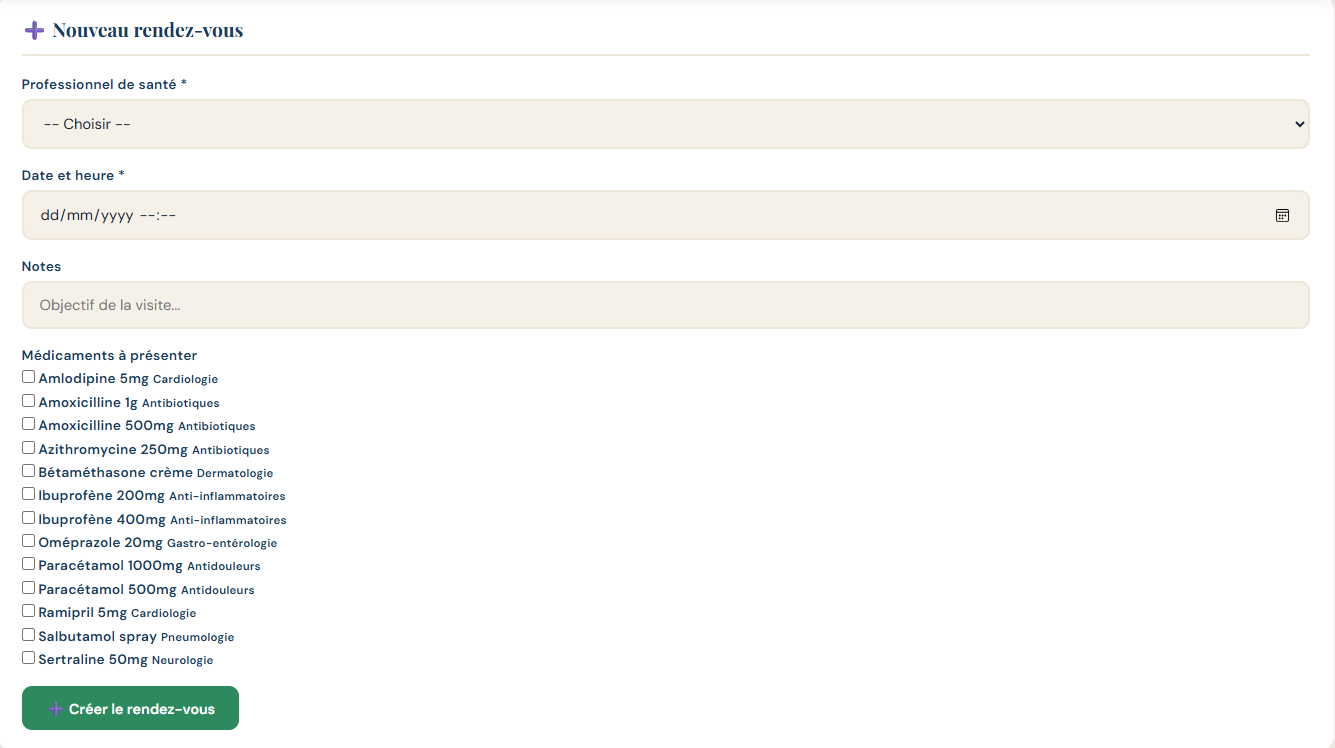 Nouveau rendez-vous
Professionnel de santé *
-- Choisir --
Date et heure *
dd/mm/yyyy --:--
Notes
Objectif de la visite...
Médicaments à présenter
Amlodipine 5mg Cardiologie
Amoxicilline 1g Antibiotiques
Amoxicilline 500mg Antibiotiques
Azithromycine 250mg Antibiotiques
Bétaméthasone crème Dermatologie
Ibuprofène 200mg Anti-inflammatoires
Ibuprofène 400mg Anti-inflammatoires
Oméprazole 20mg Gastro-entérologie
Paracétamol 1000mg Antidouleurs
Paracétamol 500mg Antidouleurs
Ramipril 5mg Cardiologie
Salbutamol spray Pneumologie
Sertraline 50mg Neurologie
Créer le rendez-vous